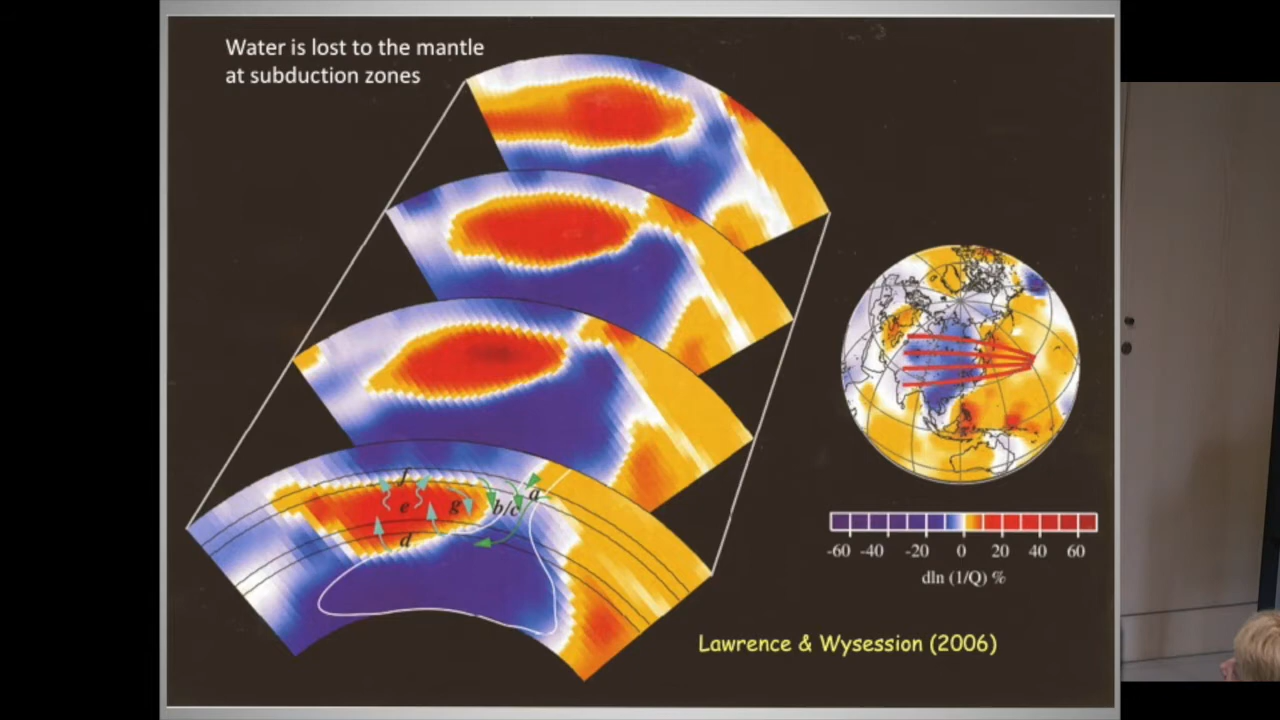 Water is lost to the mantle
at subduction zones
f
a
e
g
b/c
d
-60 -40 -20 0 20 40 60
dln (1/Q) %
Lawrence & Wysession (2006)